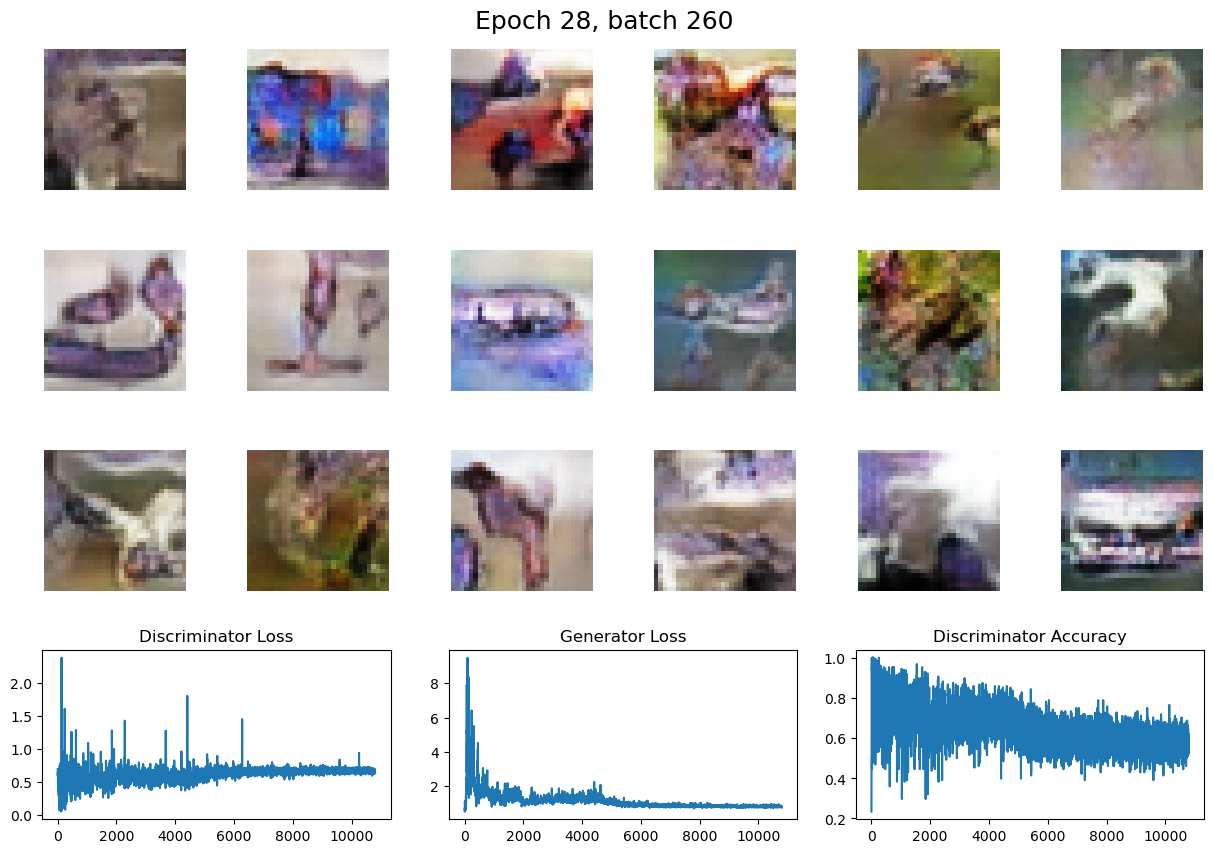 Epoch 28, batch 260
Discriminator Loss
2.0
1.5
1.0
0.5
0.0
0 2000 4000 6000 8000 10000
Generator Loss
8
6
4
2
0 2000 4000 6000 8000 10000
Discriminator Accuracy
1.0
0.8
0.6
0.4
0.2
0 2000 4000 6000 8000 10000